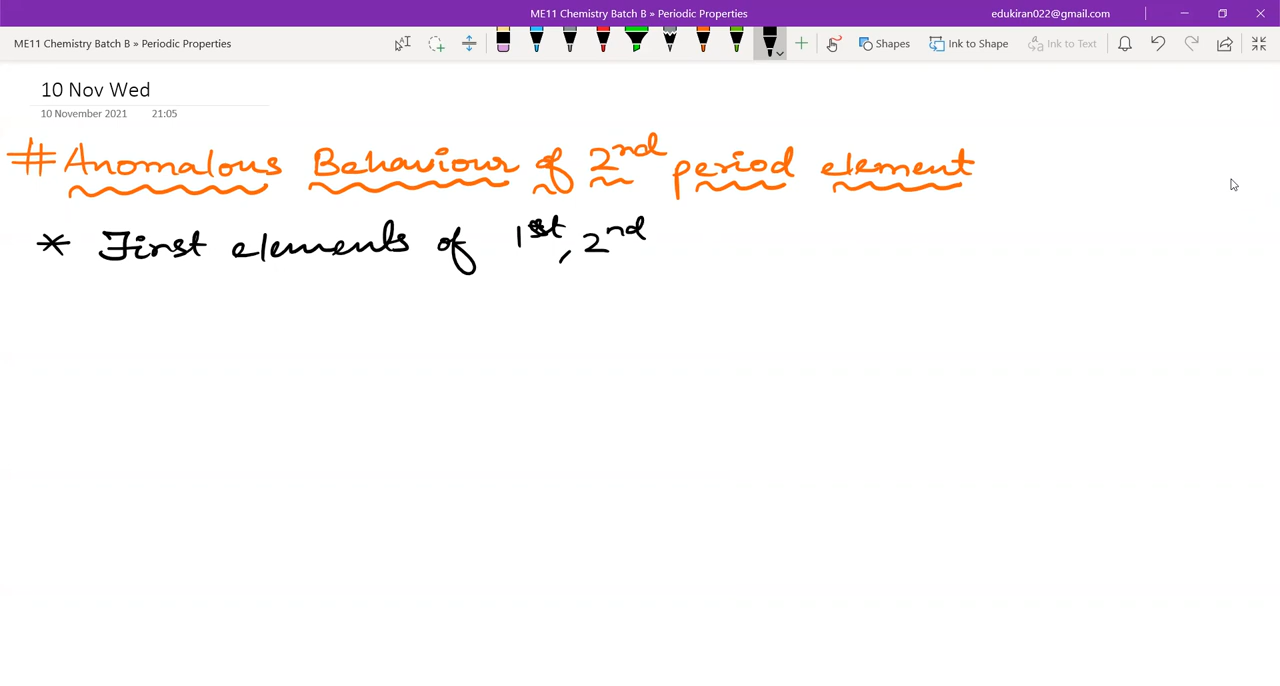 ME11 Chemistry Batch B » Periodic Properties
edukiran022@gmail.com
ME11 Chemistry Batch B » Periodic Properties
Shapes
Ink to Shape
Ink to Text
10 Nov Wed
10 November 2021 21:05
# Anomalous Behaviour of 2nd period element
* First elements of 1st, 2nd